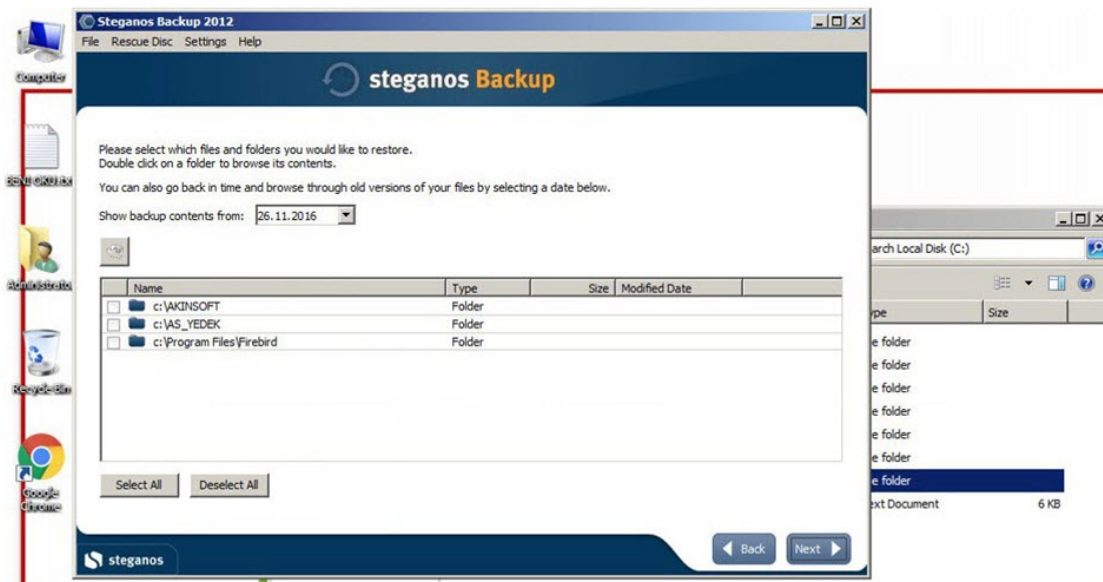 Steganos Backup 2012
File Rescue Disc Settings Help
steganos Backup
Please select which files and folders you would like to restore.
Double click on a folder to browse its contents.
You can also go back in time and browse through old versions of your files by selecting a date below.
Show backup contents from: 26.11.2016
Name Type Size Modified Date
c:\AKINSOFT Folder
c:\AS_YEDEK Folder
c:\Program Files\Firebird Folder
Select All Deselect All
Back Next
steganos
Computer
BENI OKU.txt
Administrato
Recycle Bin
Google
Chrome
arch Local Disk (C:)
ype Size
e folder
e folder
e folder
e folder
e folder
e folder
e folder
ext Document 6 KB